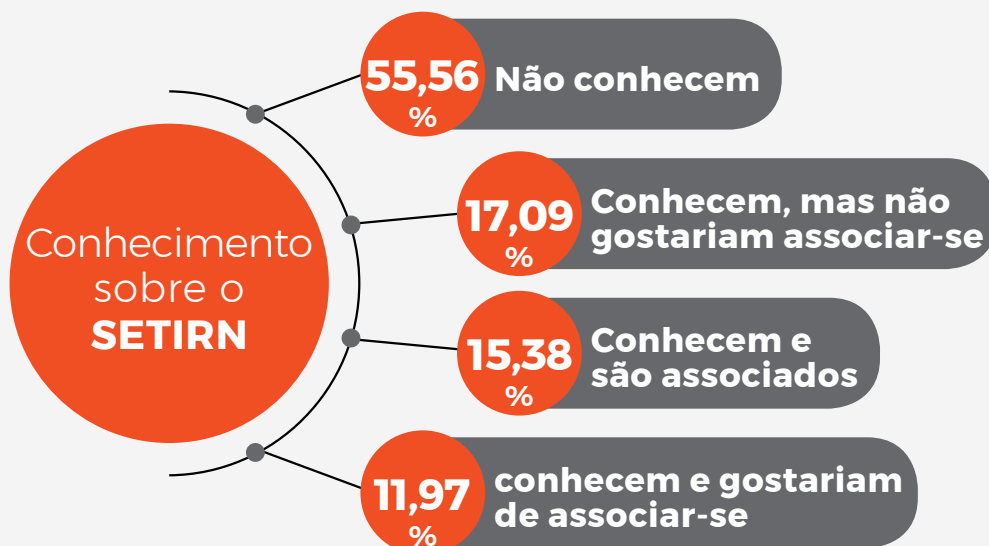 Conhecimento
sobre o
SETIRN
55,56
%
Não conhecem
17,09
%
Conhecem, mas não
gostariam associar-se
15,38
%
Conhecem e
são associados
11,97
%
conhecem e gostariam
de associar-se